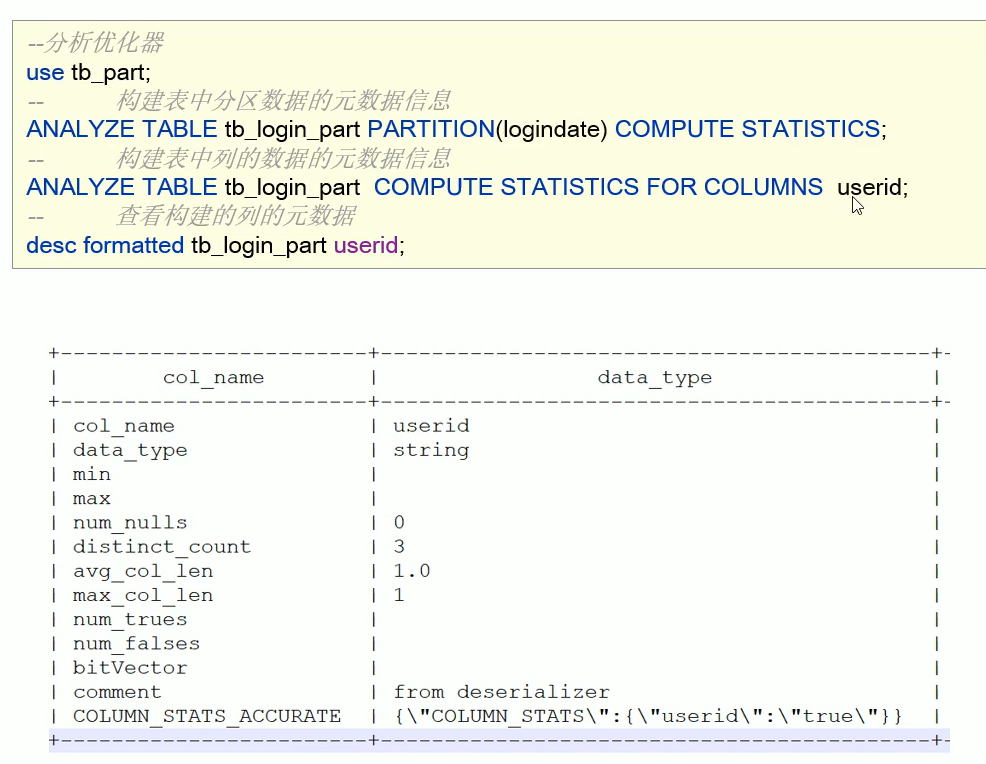 --分析优化器
use tb_part;
-- 构建表中分区数据的元数据信息
ANALYZE TABLE tb_login_part PARTITION(logindate) COMPUTE STATISTICS;
-- 构建表中列的数据的元数据信息
ANALYZE TABLE tb_login_part COMPUTE STATISTICS FOR COLUMNS userid;
-- 查看构建的列的元数据
desc formatted tb_login_part userid;
+------------------------+-------------------------------------------+-
| col_name | data_type |
+------------------------+-------------------------------------------+-
| col_name | userid |
| data_type | string |
| min | |
| max | |
| num_nulls | 0 |
| distinct_count | 3 |
| avg_col_len | 1.0 |
| max_col_len | 1 |
| num_trues | |
| num_falses | |
| bitVector | |
| comment | from deserializer |
| COLUMN_STATS_ACCURATE | {\"COLUMN_STATS\":{\"userid\":\"true\"}} |
+------------------------+-------------------------------------------+-